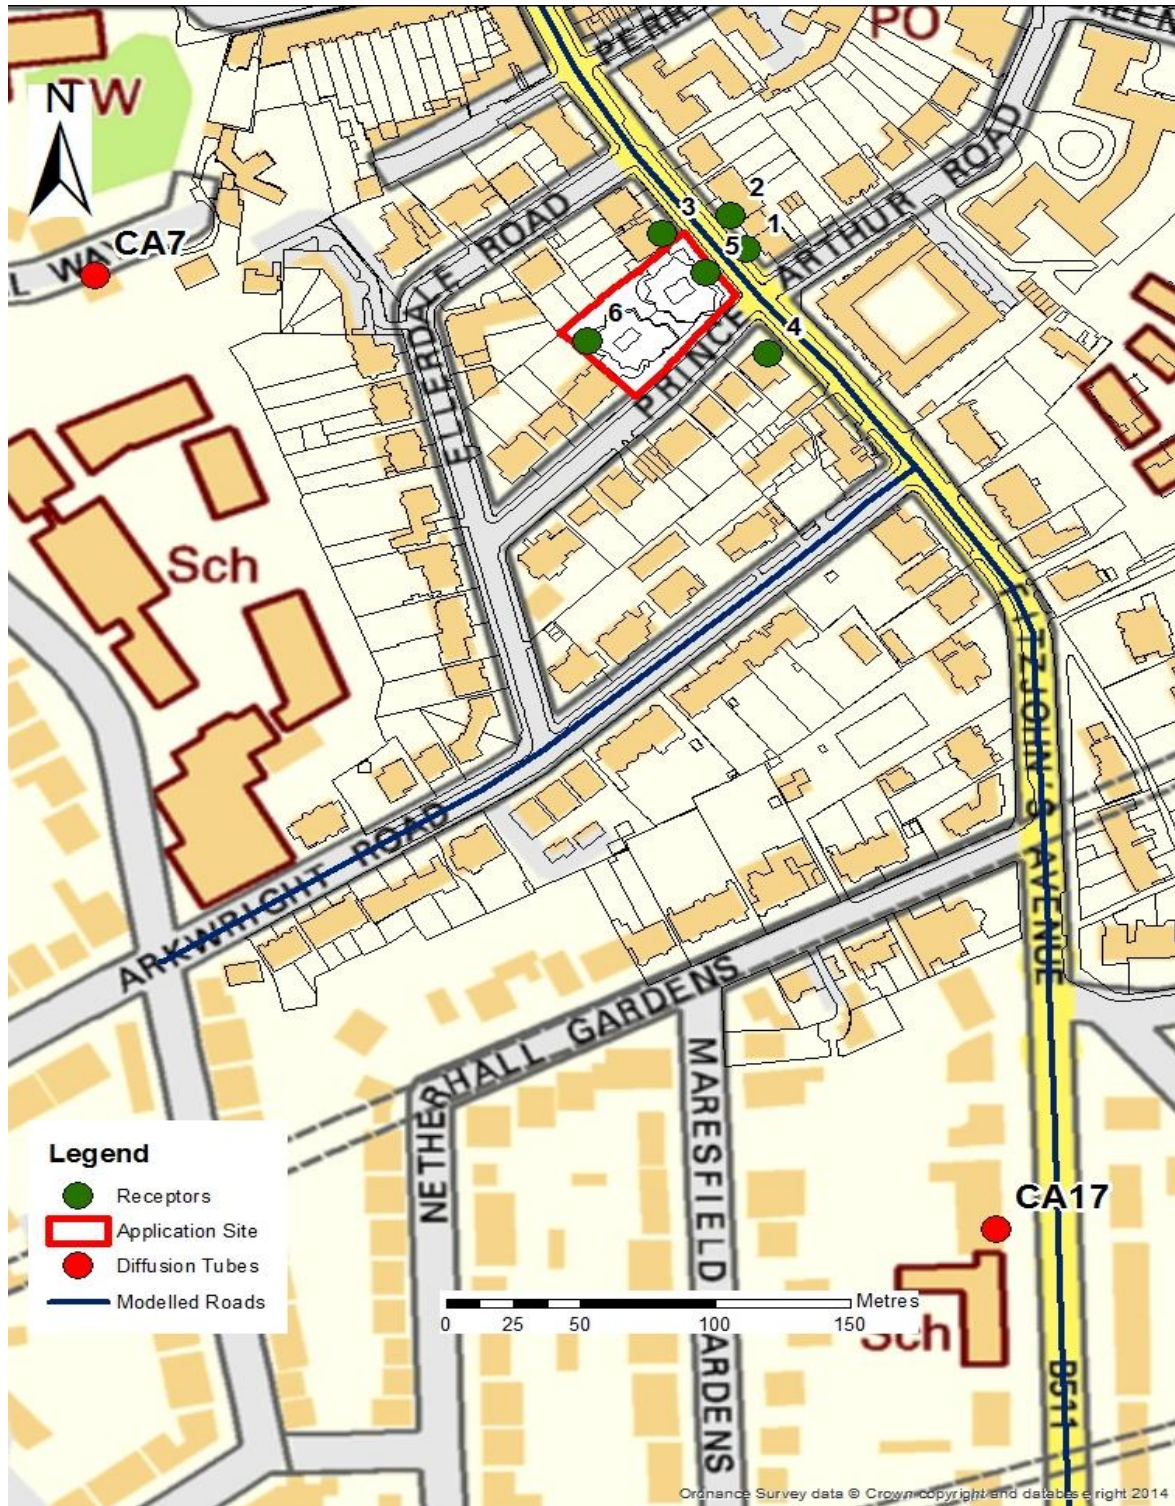 PO
TW
N
ARTHUR ROAD
2
3
1
5
CA7
ELLERDALE ROAD
6
4
PRINCE
Sch
FITZJOHN'S AVENUE
ARKWRIGHT ROAD
NETHERHALL GARDENS
MARESFIELD
ARDENS
Legend
Receptors
Application Site
Diffusion Tubes
Modelled Roads
CA17
Metres
0 25 50 100 150
Sch
B511
Ordnance Survey data © Crown copyright and database right 2014